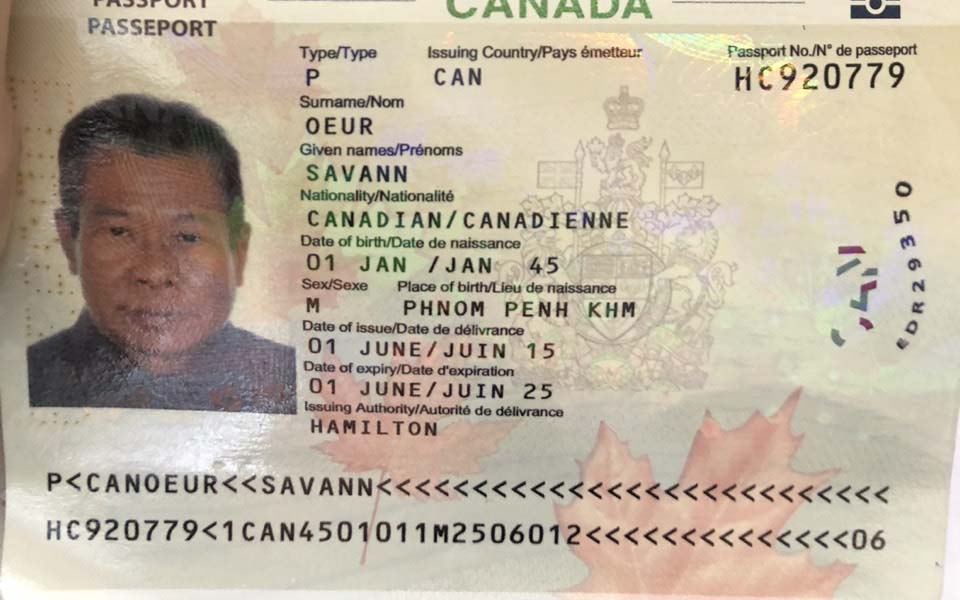 PASSPORT
PASSEPORT
CANADA
Type/Type Issuing Country/Pays émetteur Passport No./N° de passeport
P CAN HC920779
Surname/Nom
OEUR
Given names/Prénoms
SAVANN
Nationality/Nationalité
CANADIAN/CANADIENNE
Date of birth/Date de naissance
01 JAN /JAN 45
Sex/Sexe Place of birth/Lieu de naissance
M PHNOM PENH KHM
Date of issue/Date de délivrance
01 JUNE/JUIN 15
Date of expiry/Date d'expiration
01 JUNE/JUIN 25
Issuing Authority/Autorité de délivrance
HAMILTON
CAN
EDR29350
P<CANOEUR<<SAVANN<<<<<<<<<<<<<<<<<<<<<<<<<<<
HC920779<1CAN4501011M2506012<<<<<<<<<<<<<<06